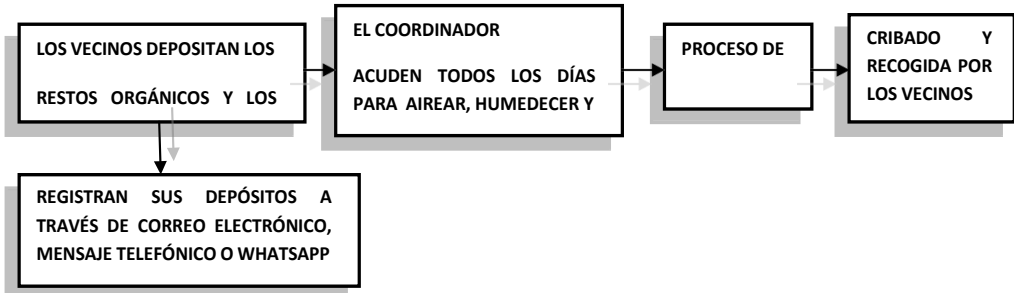 LOS VECINOS DEPOSITAN LOS
RESTOS ORGÁNICOS Y LOS
EL COORDINADOR
ACUDEN TODOS LOS DÍAS
PARA AIREAR, HUMEDECER Y
PROCESO DE
CRIBADO Y
RECOGIDA POR
LOS VECINOS
REGISTRAN SUS DEPÓSITOS A
TRAVÉS DE CORREO ELECTRÓNICO,
MENSAJE TELEFÓNICO O WHATSAPP